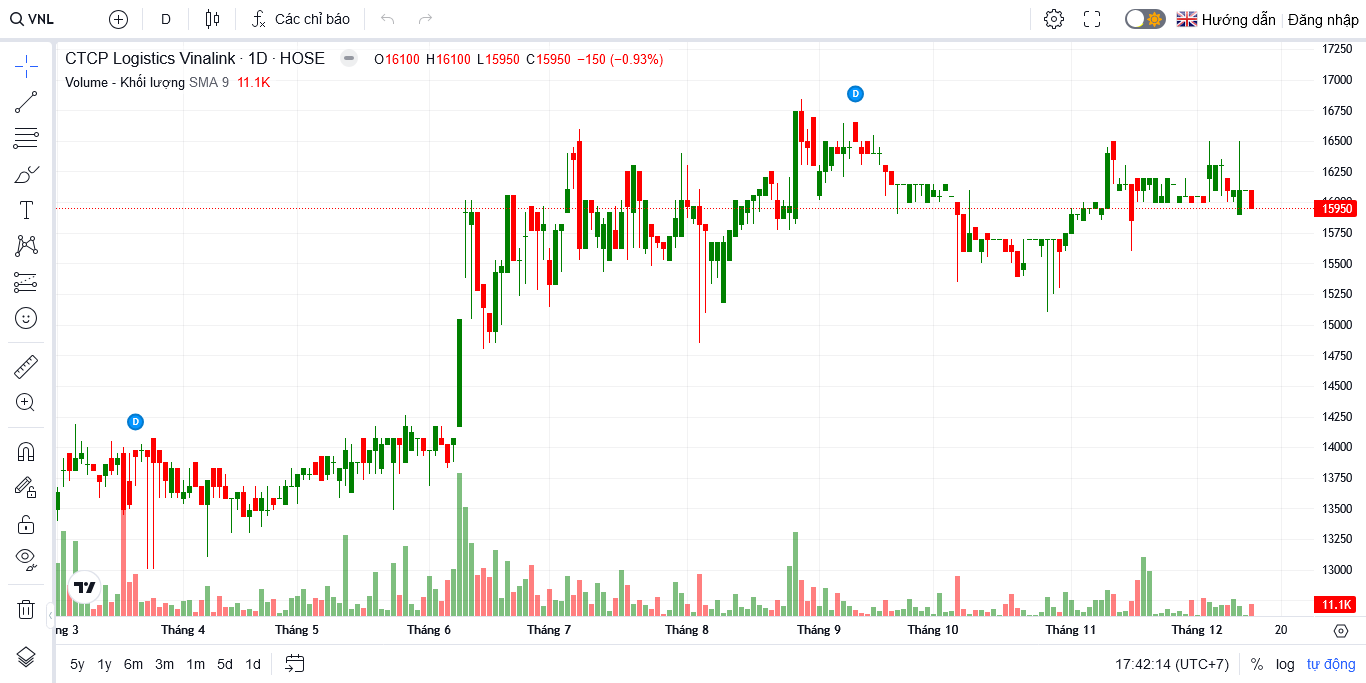 VNL D Các chỉ báo Hướng dẫn Đăng nhập
CTCP Logistics Vinalink · 1D · HOSE O16100 H16100 L15950 C15950 −150 (−0.93%)
Volume - Khối lượng SMA 9 11.1K
17250
17000
16750
16500
16250
15950
15750
15500
15250
15000
14750
14500
14250
14000
13750
13500
13250
13000
11.1K
D
D
ng 3 Tháng 4 Tháng 5 Tháng 6 Tháng 7 Tháng 8 Tháng 9 Tháng 10 Tháng 11 Tháng 12 20
5y 1y 6m 3m 1m 5d 1d 17:42:14 (UTC+7) % log tự động